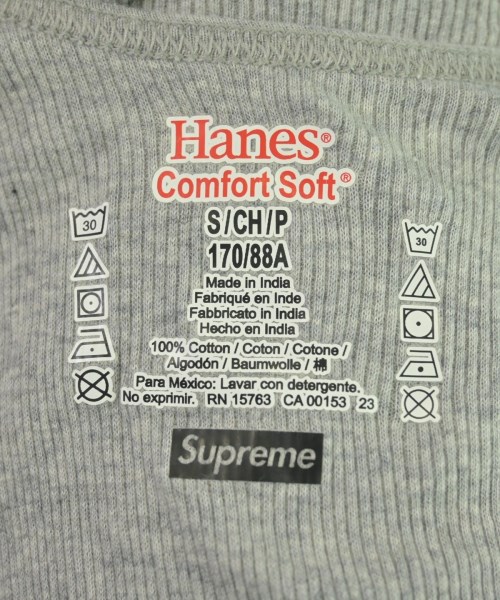 Hanes®
Comfort Soft®
S/CH/P
170/88A
30
30
Made in India
Fabriqué en Inde
Fabbricato in India
Hecho en India
100% Cotton / Coton / Cotone /
Algodón / Baumwolle / 棉
Para México: Lavar con detergente.
No exprimir. RN 15763 CA 00153 23
Supreme